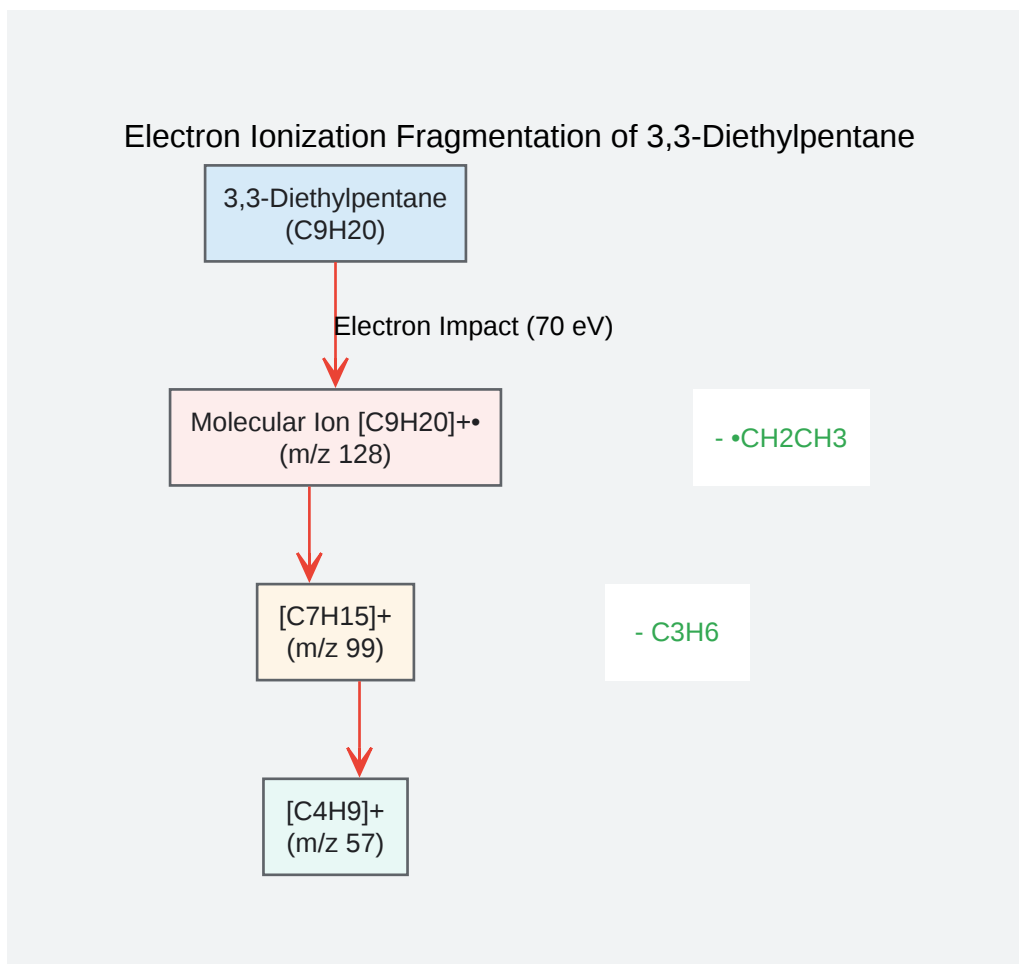 Electron Ionization Fragmentation of 3,3-Diethylpentane
3,3-Diethylpentane
(C9H20)
Electron Impact (70 eV)
Molecular Ion [C9H20]+•
(m/z 128)
- •CH2CH3
[C7H15]+
(m/z 99)
- C3H6
[C4H9]+
(m/z 57)